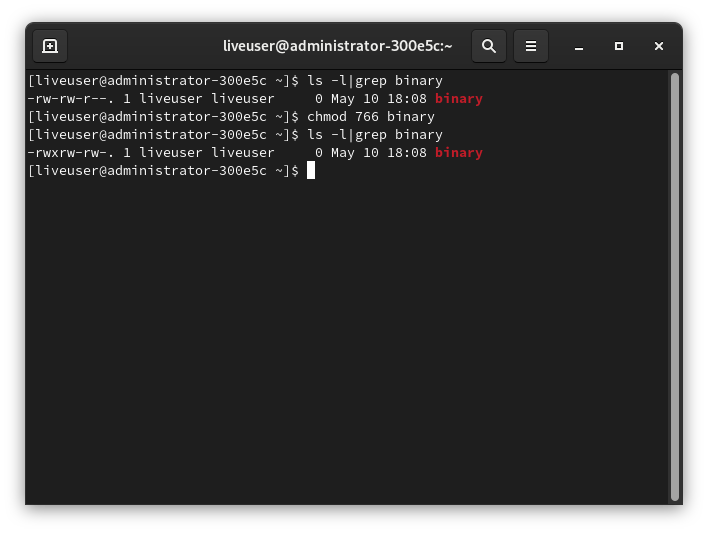 liveuser@administrator-300e5c:~
[liveuser@administrator-300e5c ~]$ ls -l|grep binary
-rw-rw-r--. 1 liveuser liveuser     0 May 10 18:08 binary
[liveuser@administrator-300e5c ~]$ chmod 766 binary
[liveuser@administrator-300e5c ~]$ ls -l|grep binary
-rwxrw-rw-. 1 liveuser liveuser     0 May 10 18:08 binary
[liveuser@administrator-300e5c ~]$